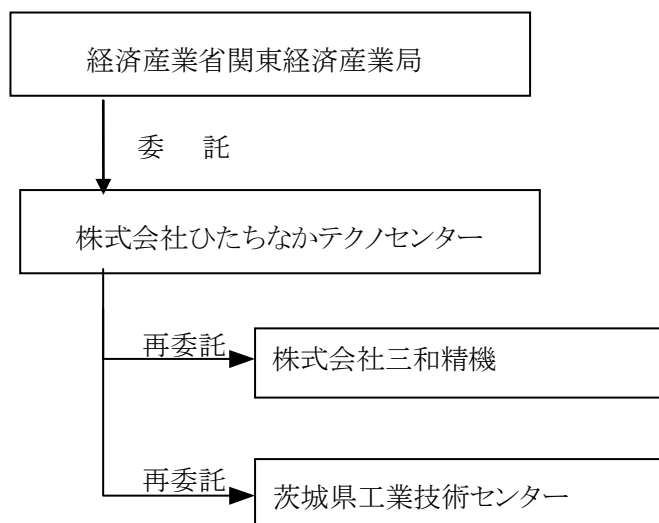 経済産業省関東経済産業局
委 託
株式会社ひたちなかテクノセンター
再委託
株式会社三和精機
再委託
茨城県工業技術センター